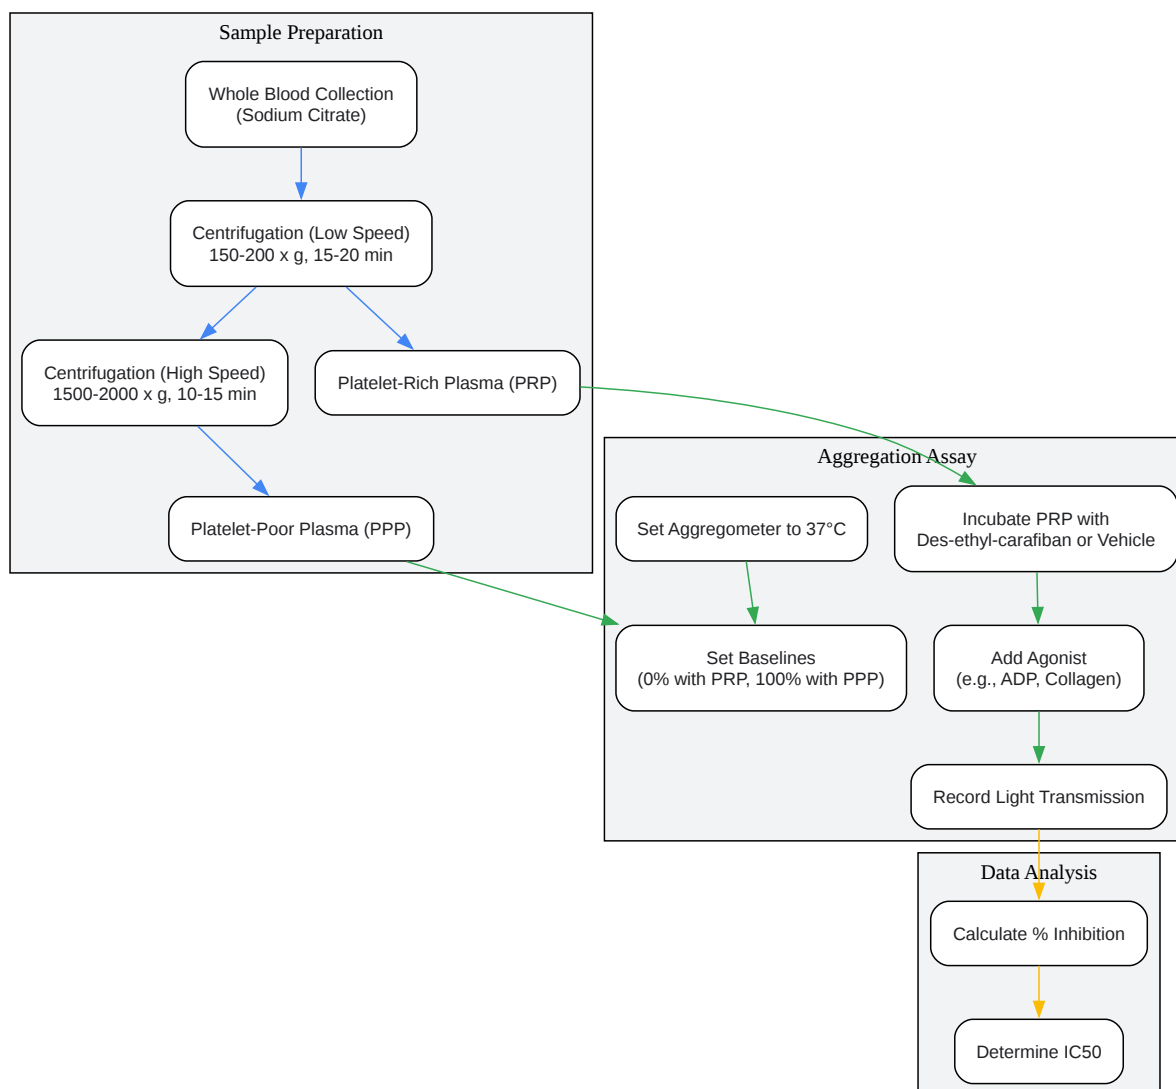 Sample Preparation
Whole Blood Collection
(Sodium Citrate)
Centrifugation (Low Speed)
150-200 x g, 15-20 min
Centrifugation (High Speed)
1500-2000 x g, 10-15 min
Platelet-Rich Plasma (PRP)
Platelet-Poor Plasma (PPP)
Aggregation Assay
Set Aggregometer to 37°C
Incubate PRP with
Des-ethyl-carafiban or Vehicle
Set Baselines
(0% with PRP, 100% with PPP)
Add Agonist
(e.g., ADP, Collagen)
Record Light Transmission
Data Analysis
Calculate % Inhibition
Determine IC50